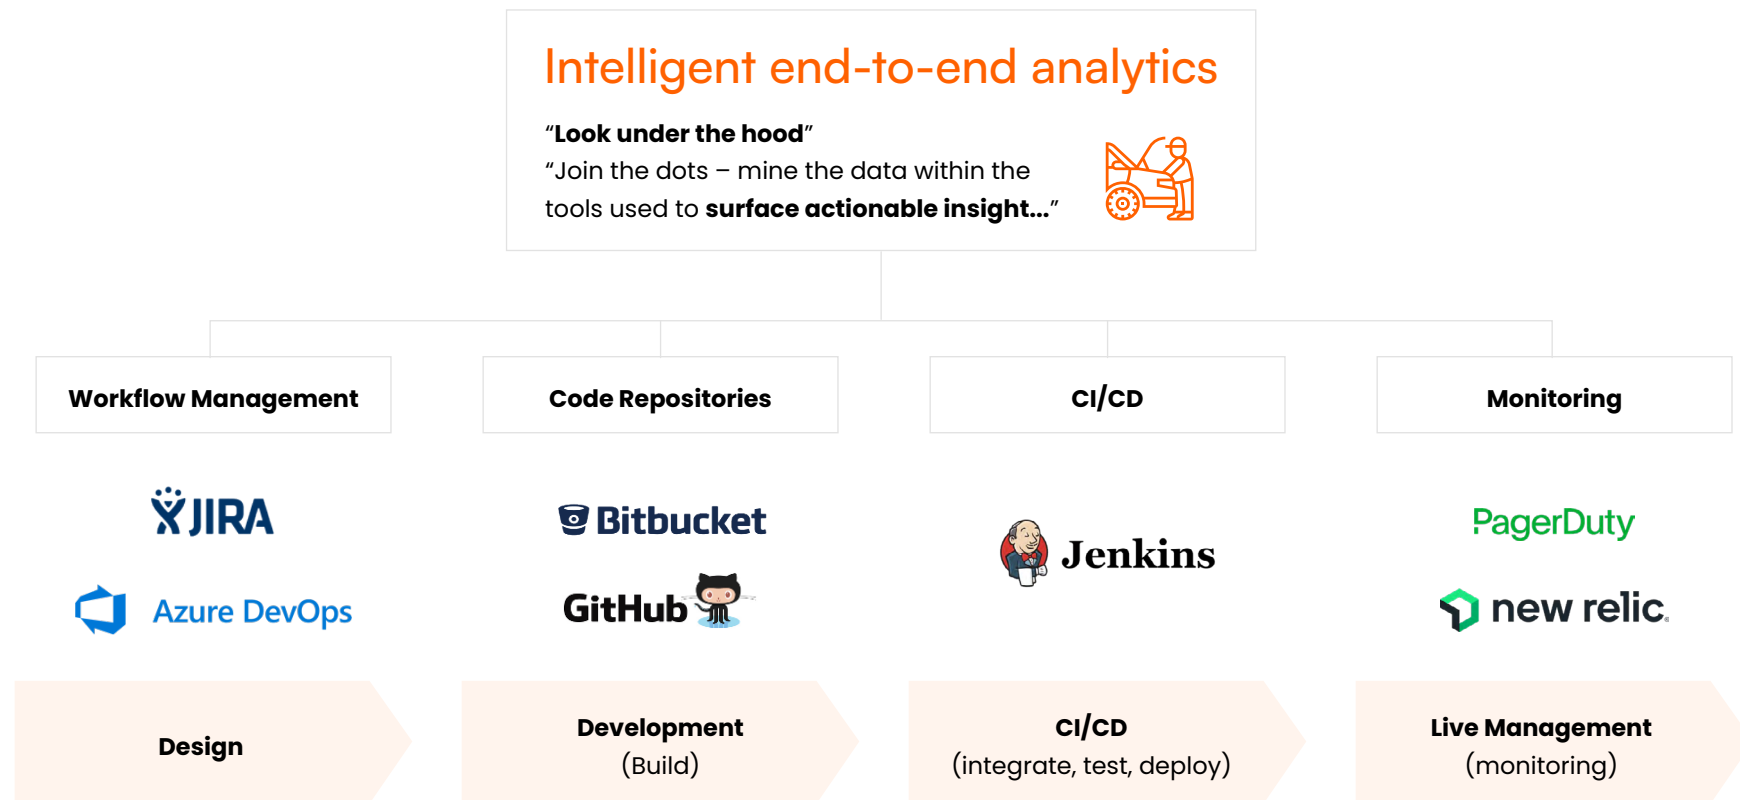 Intelligent end-to-end analytics
“Look under the hood”
“Join the dots – mine the data within the
tools used to surface actionable insight...”
Workflow Management
Code Repositories
CI/CD
Monitoring
JIRA
Bitbucket
Jenkins
PagerDuty
Azure DevOps
GitHub
new relic
Design
Development
(Build)
CI/CD
(integrate, test, deploy)
Live Management
(monitoring)